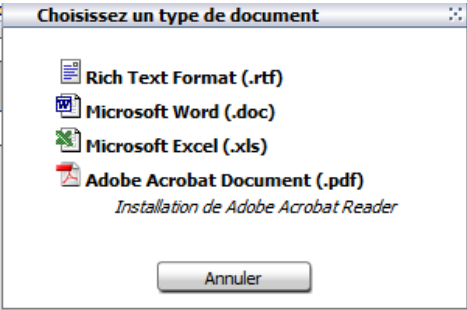 Choisissez un type de document
Rich Text Format (.rtf)
Microsoft Word (.doc)
Microsoft Excel (.xls)
Adobe Acrobat Document (.pdf)
Installation de Adobe Acrobat Reader
Annuler